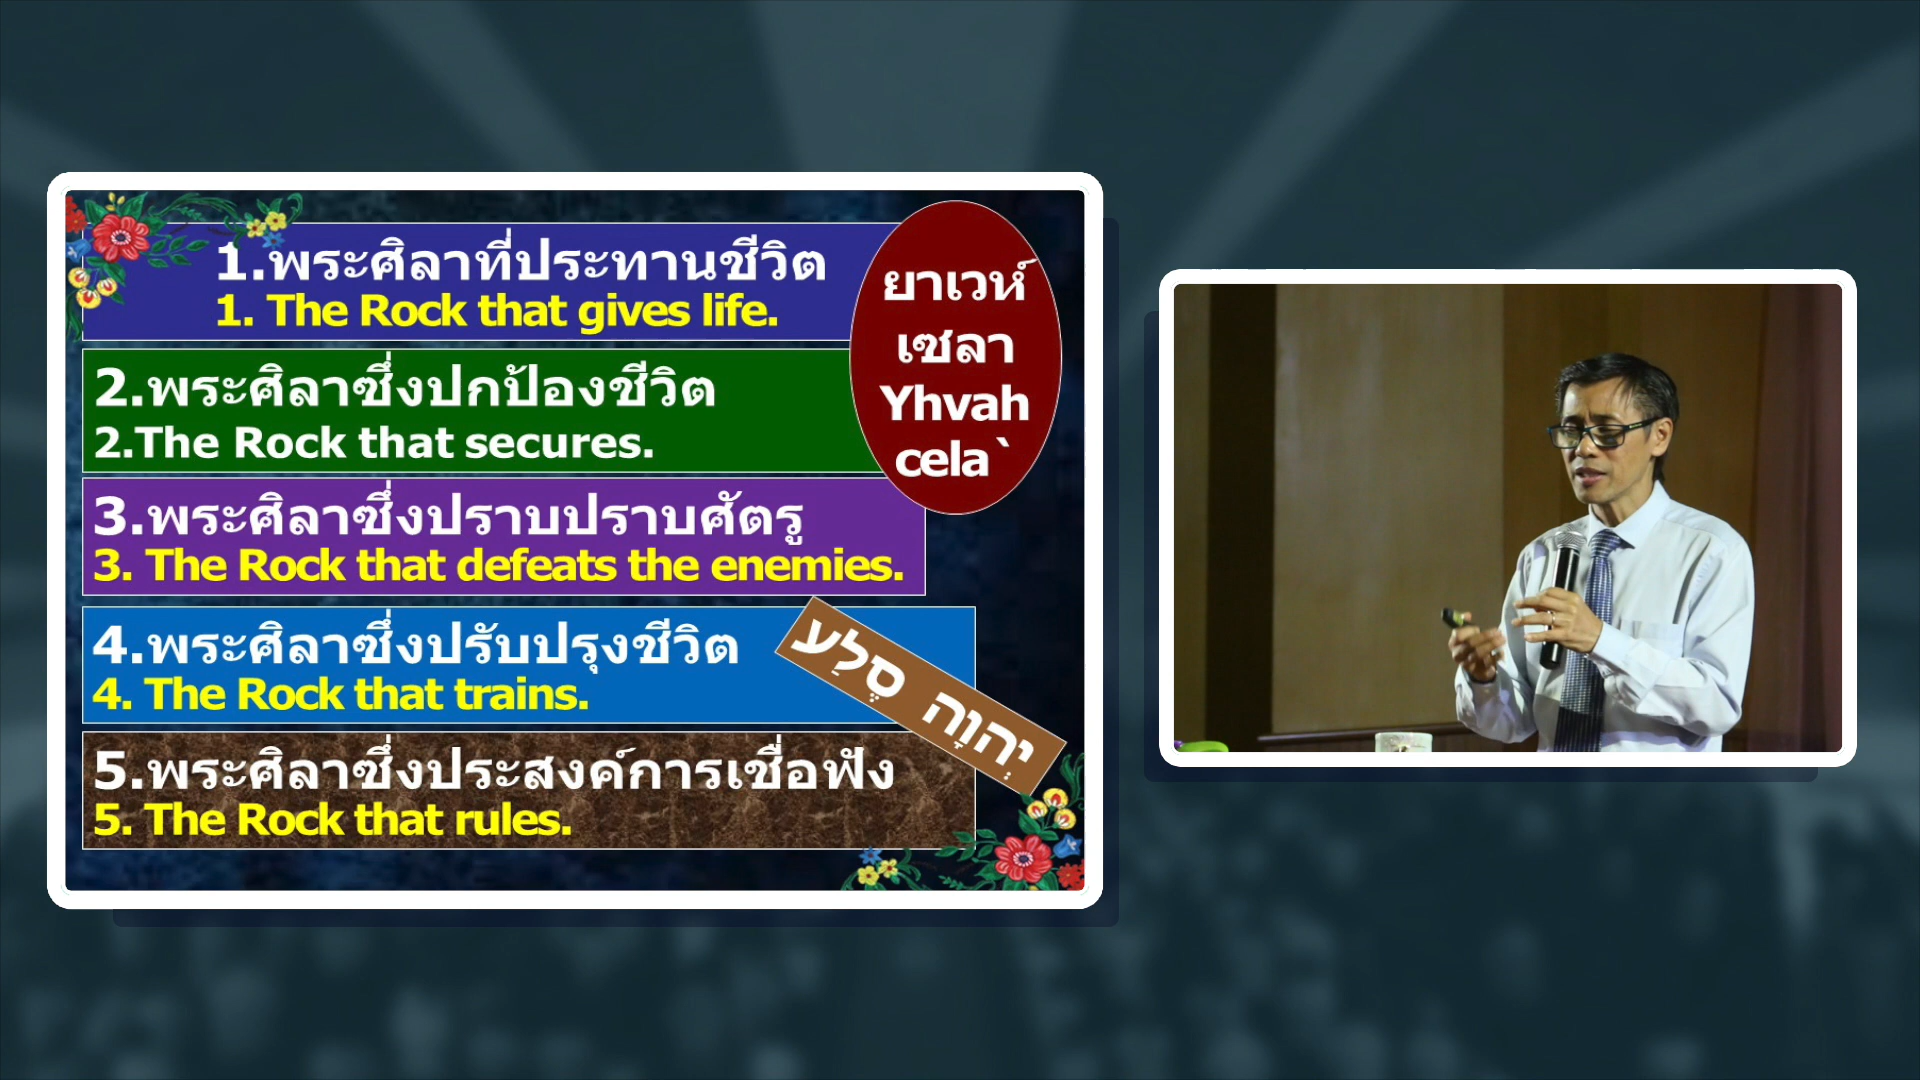 1.พระศิลาที่ประทานชีวิต
1. The Rock that gives life.
2.พระศิลาซึ่งปกป้องชีวิต
2.The Rock that secures.
3.พระศิลาซึ่งปราบปราบศัตรู
3. The Rock that defeats the enemies.
4.พระศิลาซึ่งปรับปรุงชีวิต
4. The Rock that trains.
5.พระศิลาซึ่งประสงค์การเชื่อฟัง
5. The Rock that rules.
ยาเวห์
เซลา
Yhvah
cela`
יְהוָה סֶלַע